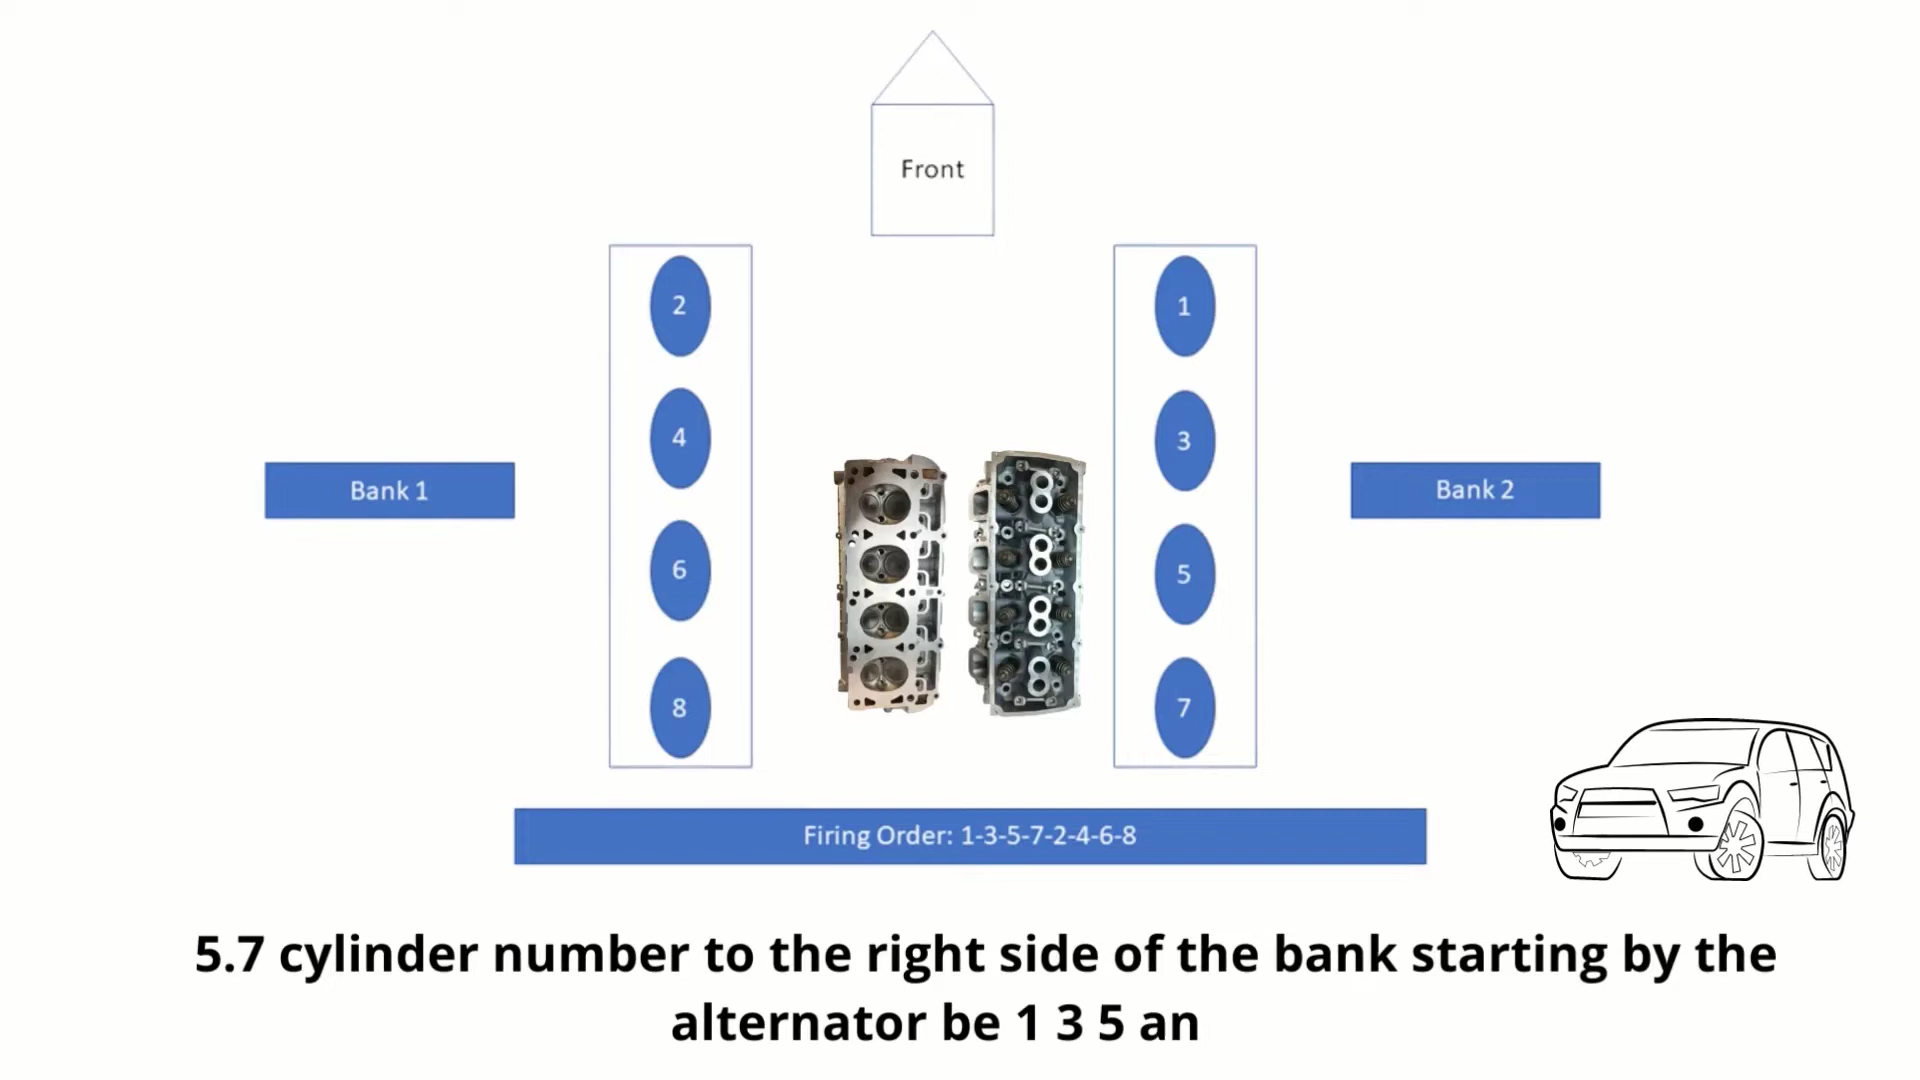 Front
2
1
4
3
Bank 1
Bank 2
6
5
8
7
Firing Order: 1-3-5-7-2-4-6-8
5.7 cylinder number to the right side of the bank starting by the
alternator be 1 3 5 an